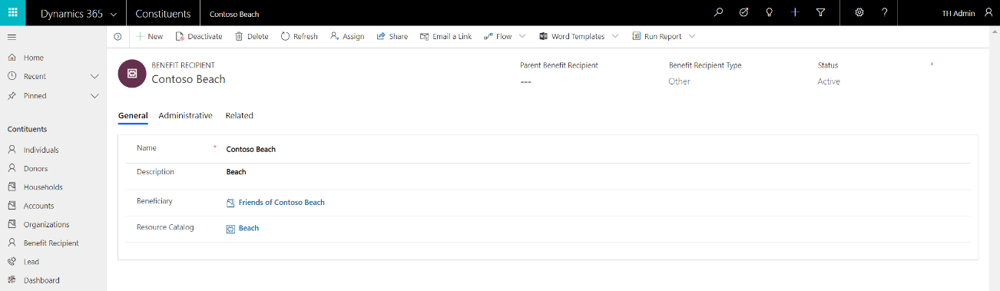 Dynamics 365 Constituents Contoso Beach TH Admin
New Deactivate Delete Refresh Assign Share Email a Link Flow Word Templates Run Report
Home
Recent
Pinned
Contituents
Individuals
Donors
Households
Accounts
Organizations
Benefit Recipient
Lead
Dashboard
BENEFIT RECIPIENT
Contoso Beach
Parent Benefit Recipient
---
Benefit Recipient Type
Other
Status *
Active
General Administrative Related
Name * Contoso Beach
Description Beach
Beneficiary Friends of Contoso Beach
Resource Catalog Beach